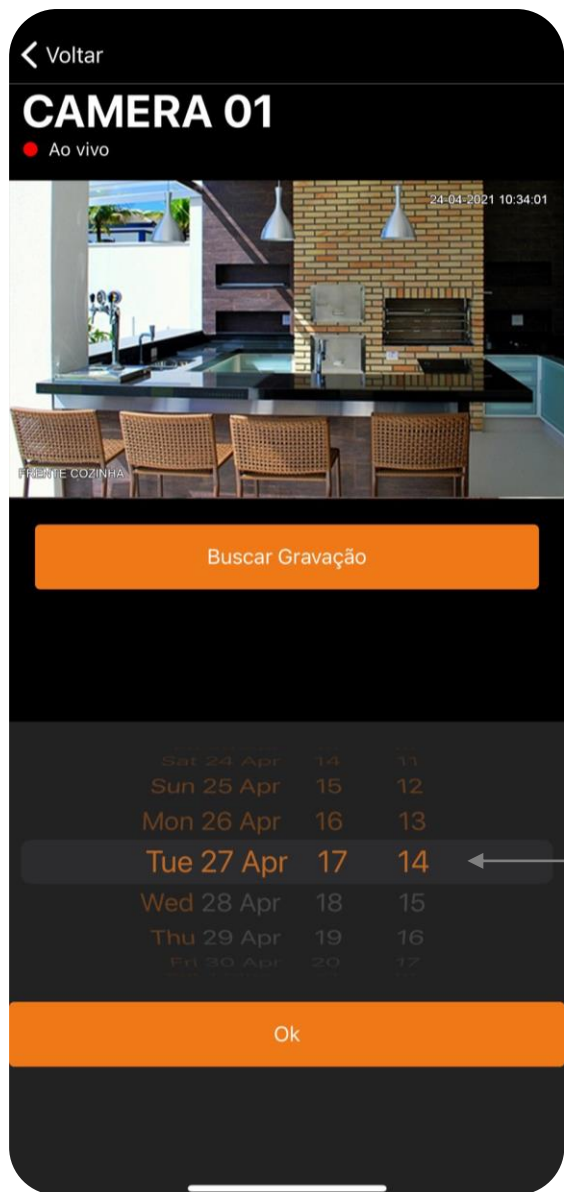 Voltar
CAMERA 01
Ao vivo
24-04-2021 10:34:01
FRENTE COZINHA
Buscar Gravação
Sat 24 Apr 14 11
Sun 25 Apr 15 12
Mon 26 Apr 16 13
Tue 27 Apr 17 14
Wed 28 Apr 18 15
Thu 29 Apr 19 16
Fri 30 Apr 20 17
Ok